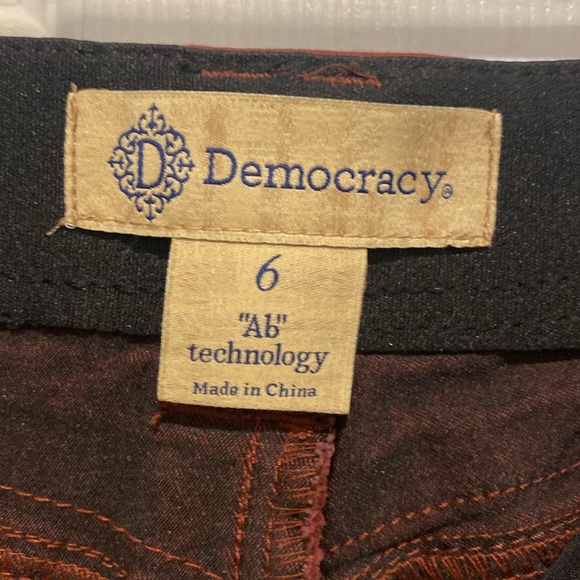 D Democracy®
6
"Ab"
technology
Made in China